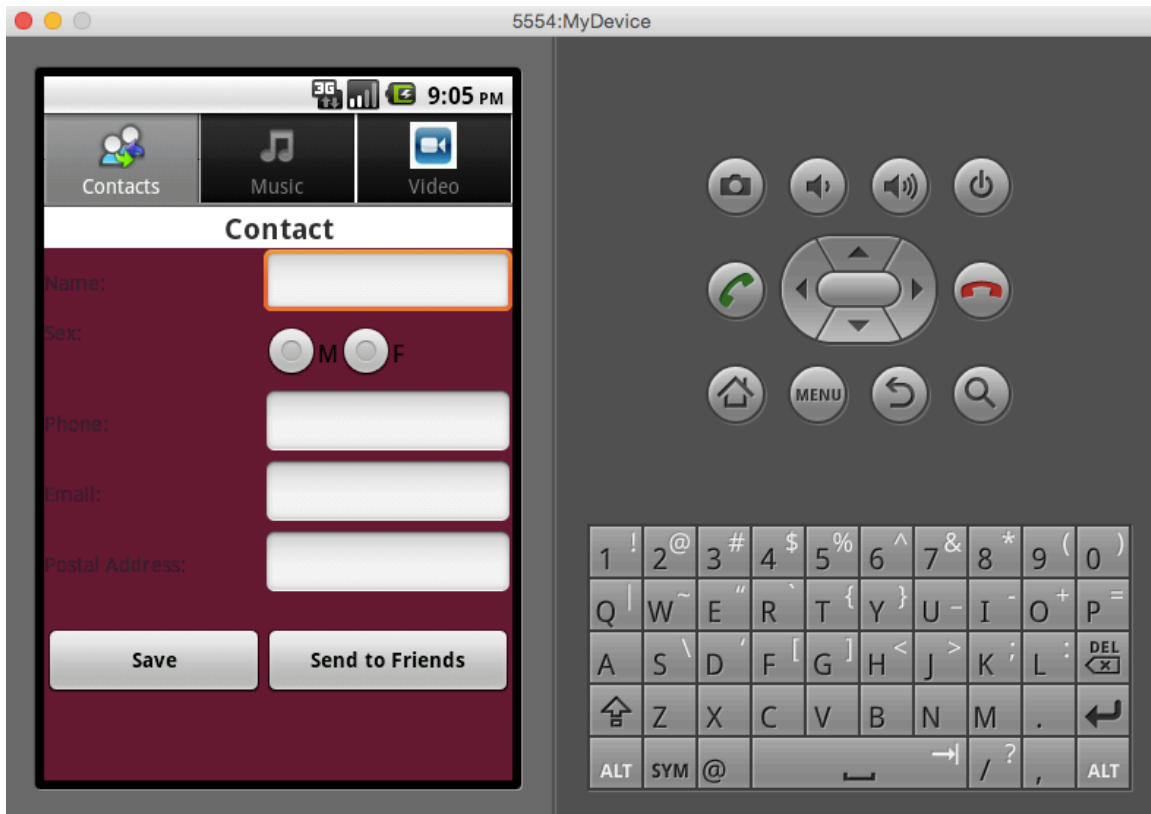 5554:MyDevice
3G 9:05 PM
Contacts Music Video
Contact
Name:
Sex:
M F
Phone:
Email:
Postal Address:
Save Send to Friends
MENU
1 ! 2 @ 3 # 4 $ 5 % 6 ^ 7 & 8 * 9 ( 0 )
Q | W ~ E " R ` T { Y } U _ I - O + P =
A S \ D ' F [ G ] H < J > K ; L : DEL
Z X C V B N M .
ALT SYM @ / ? , ALT